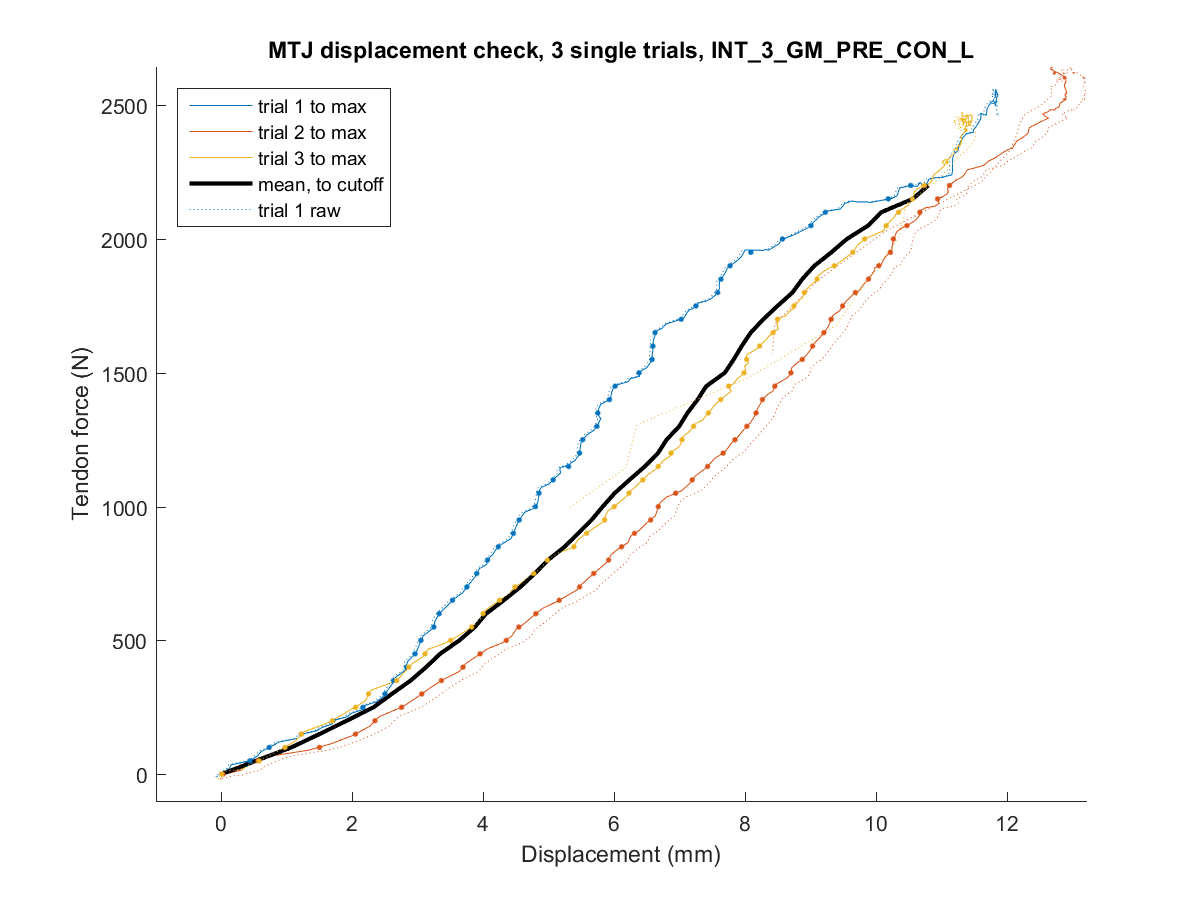 MTJ displacement check, 3 single trials, INT_3_GM_PRE_CON_L
trial 1 to max
trial 2 to max
trial 3 to max
mean, to cutoff
trial 1 raw
2500
2000
1500
1000
500
0
Tendon force (N)
0 2 4 6 8 10 12
Displacement (mm)